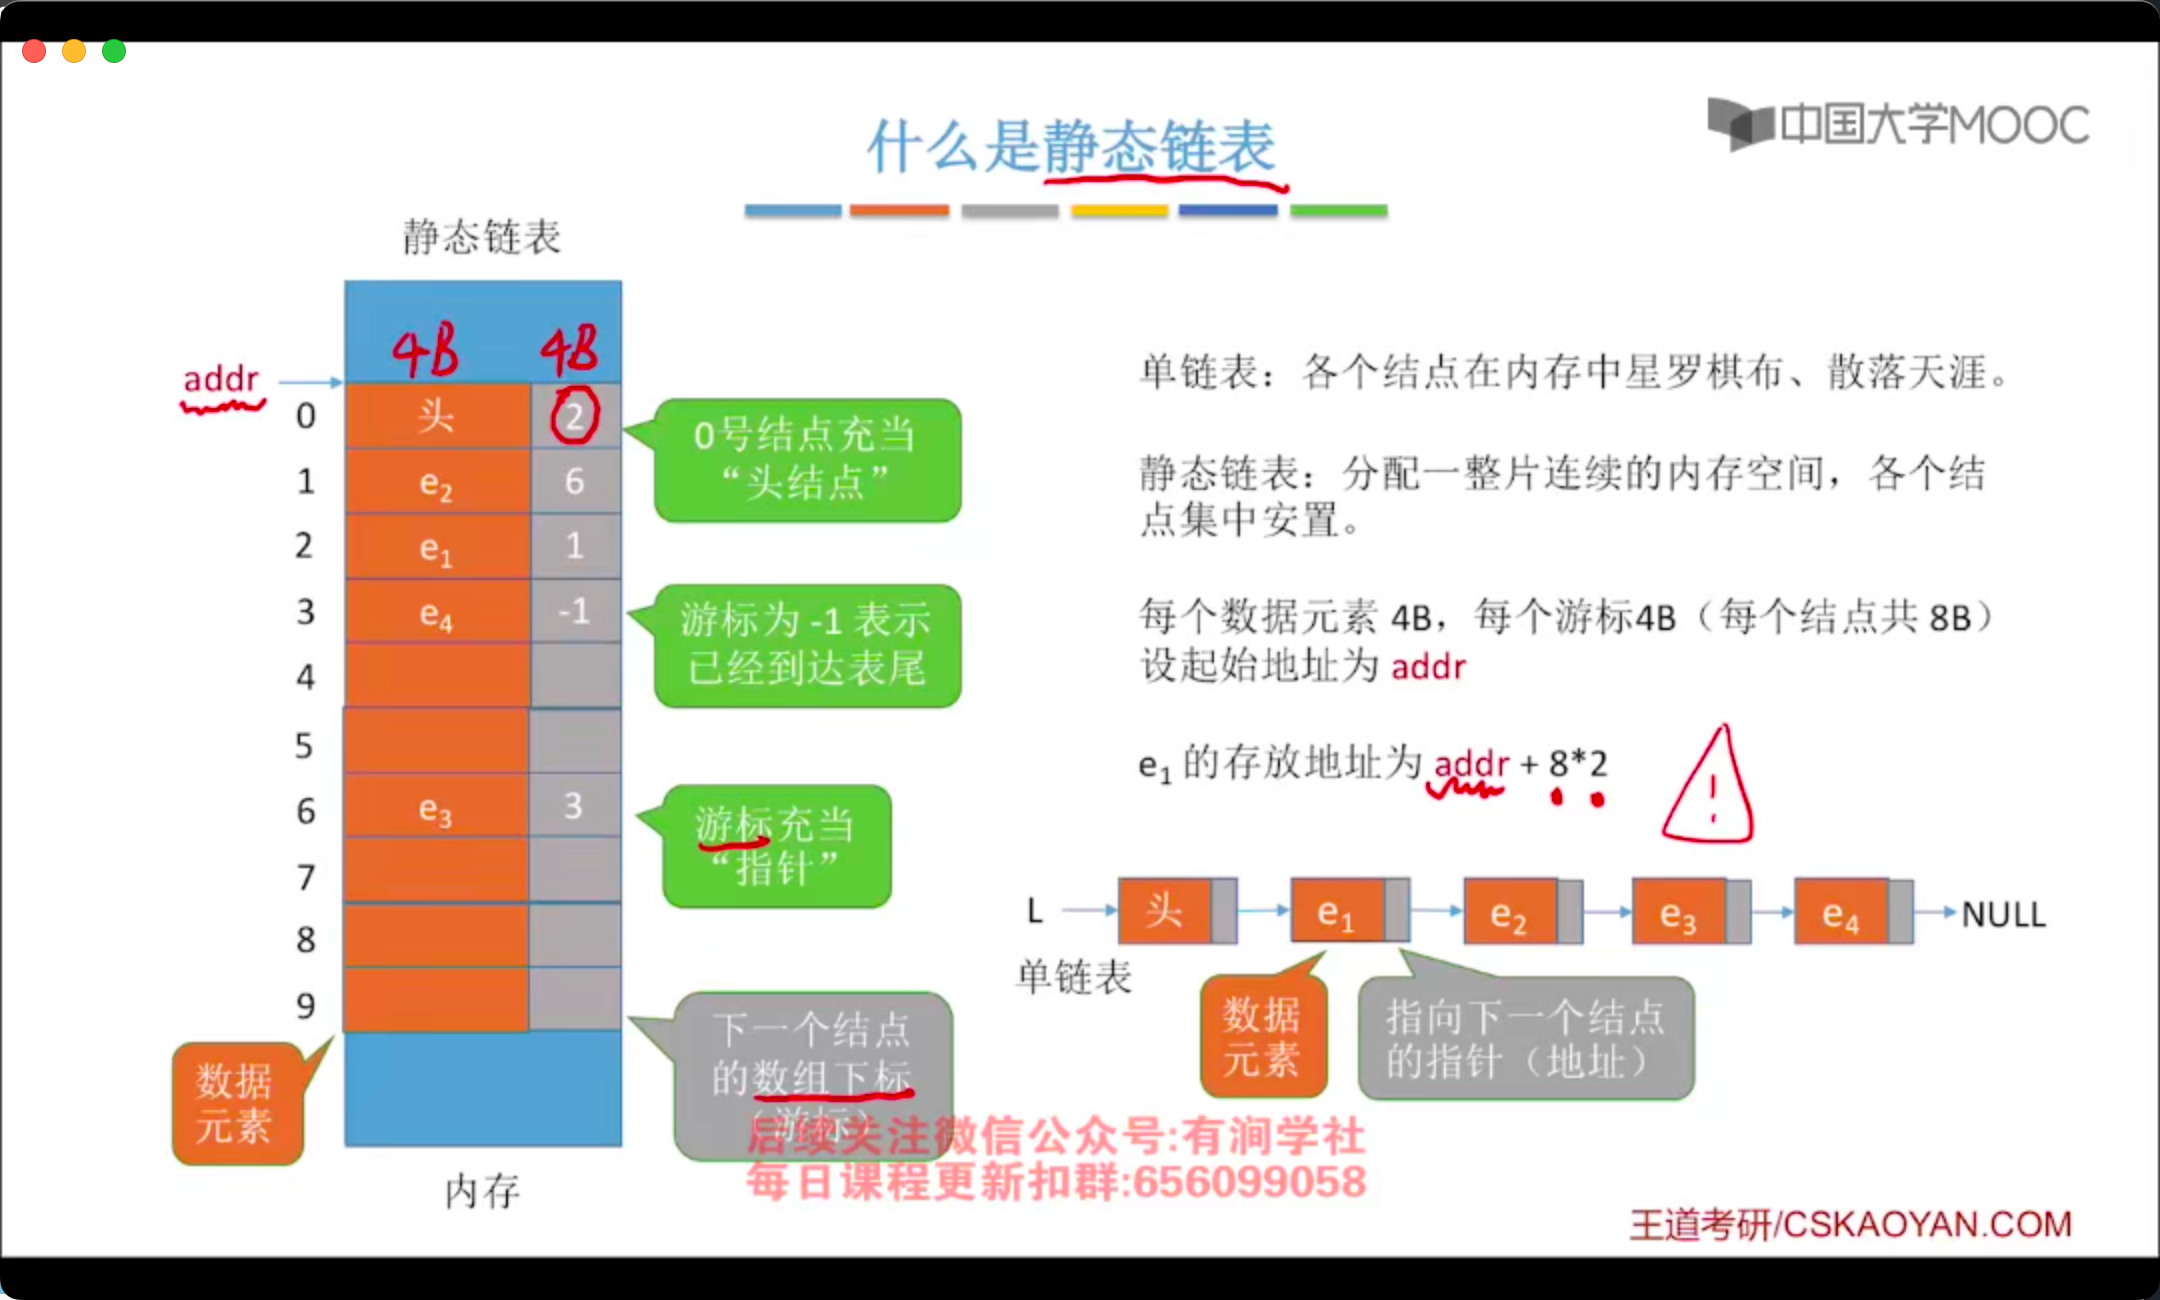 中国大学MOOC
什么是静态链表
静态链表
4B 4B
addr
0 头 2
1 e₂ 6
2 e₁ 1
3 e₄ -1
4
5
6 e₃ 3
7
8
9
数据
元素
内存
0号结点充当
“头结点”
游标为 -1 表示
已经到达表尾
游标充当
“指针”
下一个结点
的数组下标
（游标）
单链表：各个结点在内存中星罗棋布、散落天涯。
静态链表：分配一整片连续的内存空间，各个结
点集中安置。
每个数据元素 4B，每个游标4B（每个结点共 8B）
设起始地址为 addr
e₁ 的存放地址为 addr + 8*2
!
L 头 e₁ e₂ e₃ e₄ NULL
单链表
数据
元素
指向下一个结点
的指针（地址）
后续关注微信公众号:有涧学社
每日课程更新扣群:656099058
王道考研/CSKAOYAN.COM